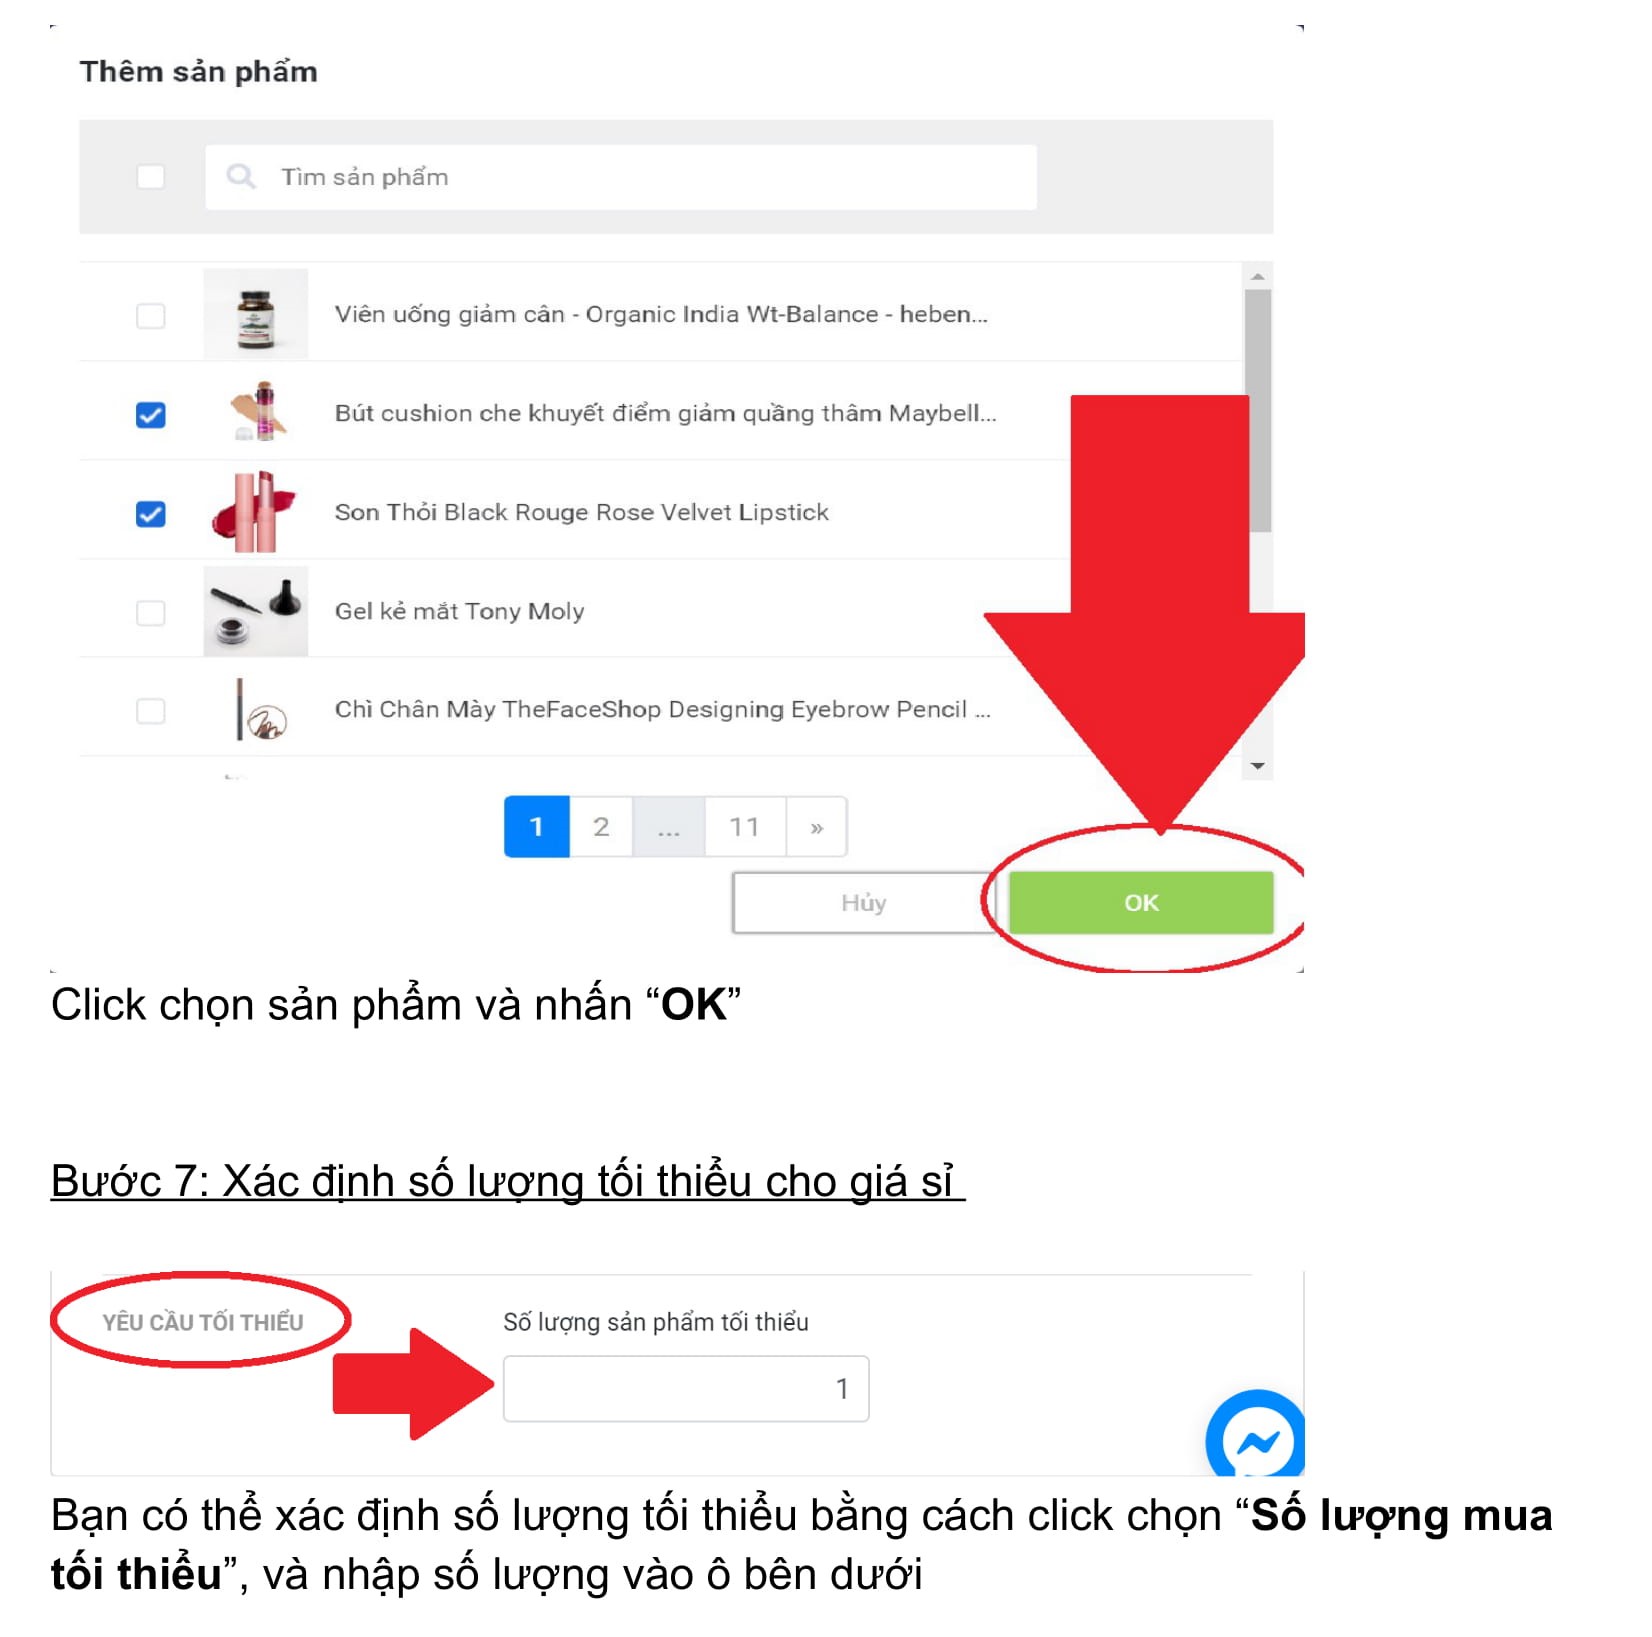 Thêm sản phẩm
Tìm sản phẩm
Viên uống giảm cân - Organic India Wt-Balance - heben...
Bút cushion che khuyết điểm giảm quầng thâm Maybell...
Son Thỏi Black Rouge Rose Velvet Lipstick
Gel kẻ mắt Tony Moly
Chì Chân Mày TheFaceShop Designing Eyebrow Pencil ...
1 2 ... 11 »
Hủy OK
Click chọn sản phẩm và nhấn “OK”
Bước 7: Xác định số lượng tối thiểu cho giá sỉ
YÊU CẦU TỐI THIỂU Số lượng sản phẩm tối thiểu
1
Bạn có thể xác định số lượng tối thiểu bằng cách click chọn “Số lượng mua
tối thiểu”, và nhập số lượng vào ô bên dưới